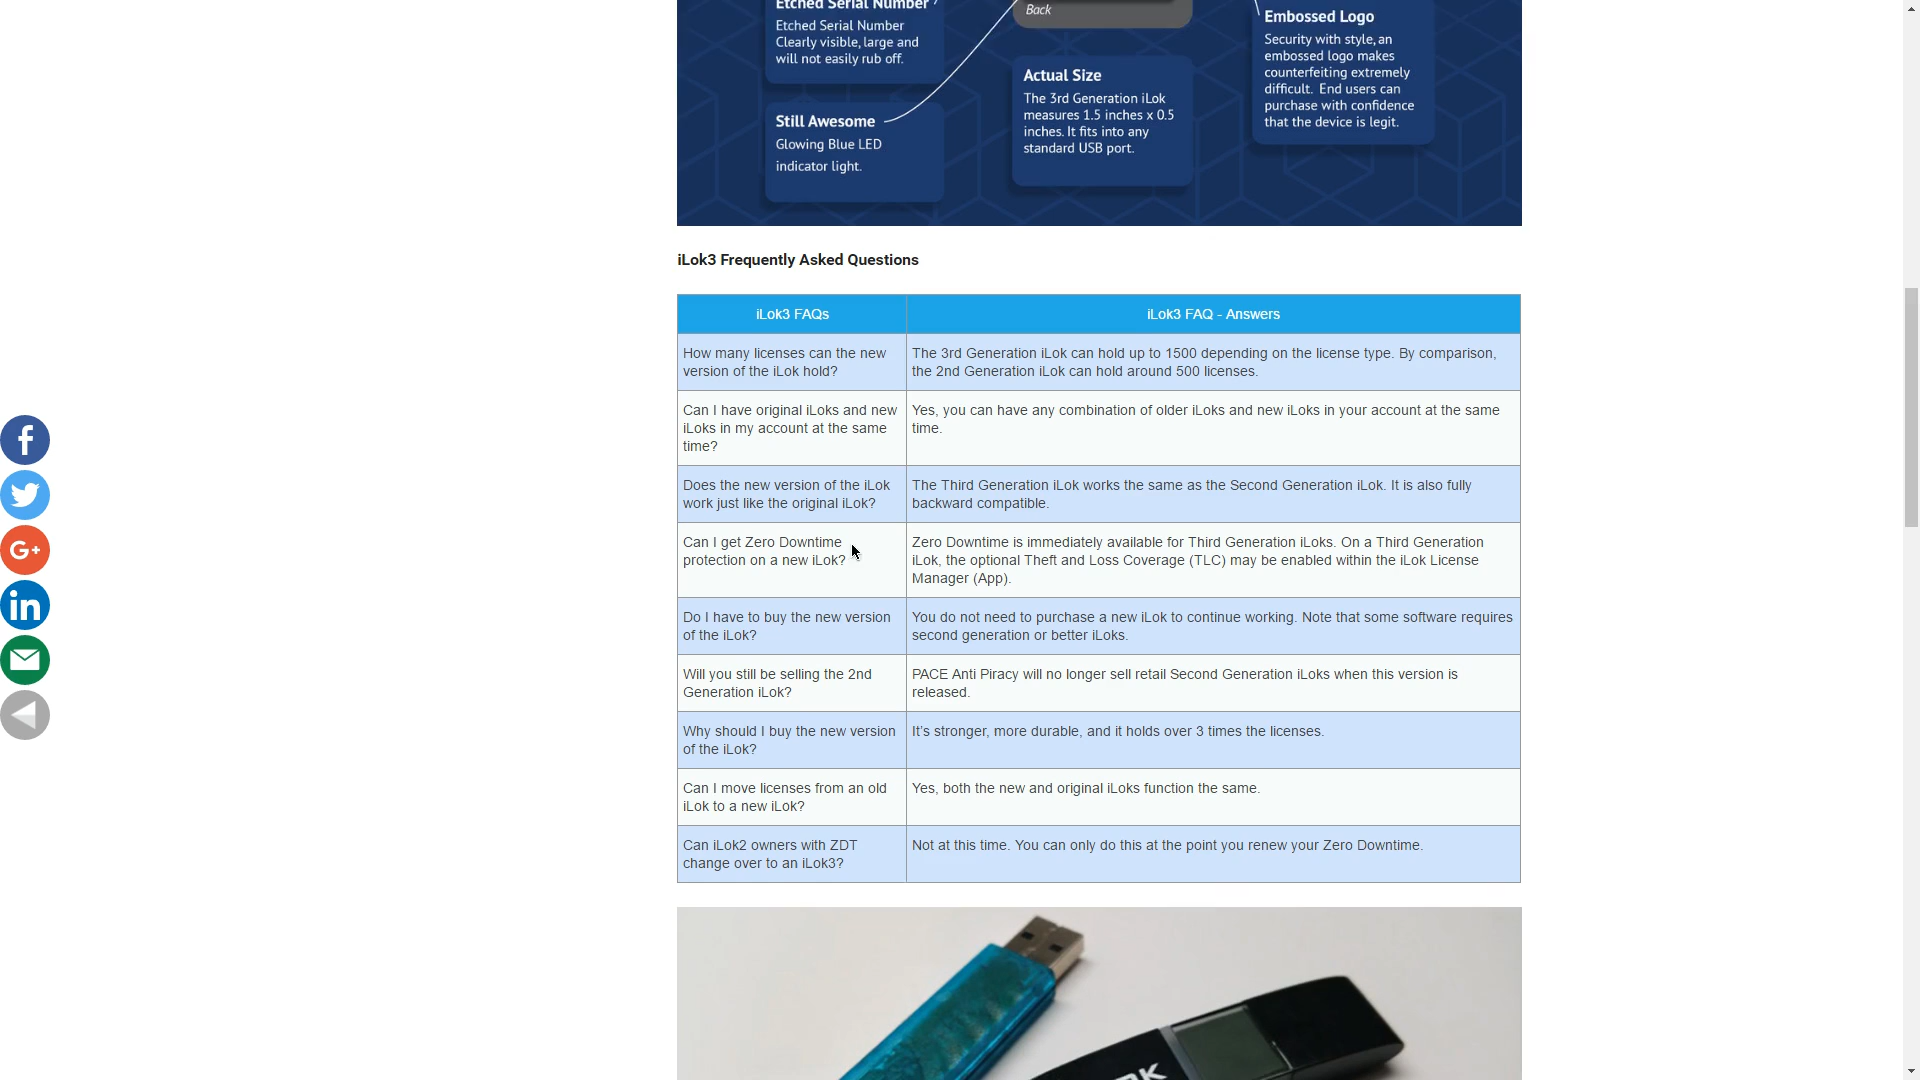 Etched Serial Number
Etched Serial Number
Clearly visible, large and
will not easily rub off.
Still Awesome
Glowing Blue LED
indicator light.
Back
Actual Size
The 3rd Generation iLok
measures 1.5 inches x 0.5
inches. It fits into any
standard USB port.
Embossed Logo
Security with style, an
embossed logo makes
counterfeiting extremely
difficult. End users can
purchase with confidence
that the device is legit.
iLok3 Frequently Asked Questions
iLok3 FAQs
iLok3 FAQ - Answers
How many licenses can the new
version of the iLok hold?
The 3rd Generation iLok can hold up to 1500 depending on the license type. By comparison,
the 2nd Generation iLok can hold around 500 licenses.
Can I have original iLoks and new
iLoks in my account at the same
time?
Yes, you can have any combination of older iLoks and new iLoks in your account at the same
time.
Does the new version of the iLok
work just like the original iLok?
The Third Generation iLok works the same as the Second Generation iLok. It is also fully
backward compatible.
Can I get Zero Downtime
protection on a new iLok?
Zero Downtime is immediately available for Third Generation iLoks. On a Third Generation
iLok, the optional Theft and Loss Coverage (TLC) may be enabled within the iLok License
Manager (App).
Do I have to buy the new version
of the iLok?
You do not need to purchase a new iLok to continue working. Note that some software requires
second generation or better iLoks.
Will you still be selling the 2nd
Generation iLok?
PACE Anti Piracy will no longer sell retail Second Generation iLoks when this version is
released.
Why should I buy the new version
of the iLok?
It's stronger, more durable, and it holds over 3 times the licenses.
Can I move licenses from an old
iLok to a new iLok?
Yes, both the new and original iLoks function the same.
Can iLok2 owners with ZDT
change over to an iLok3?
Not at this time. You can only do this at the point you renew your Zero Downtime.
f
G+
in